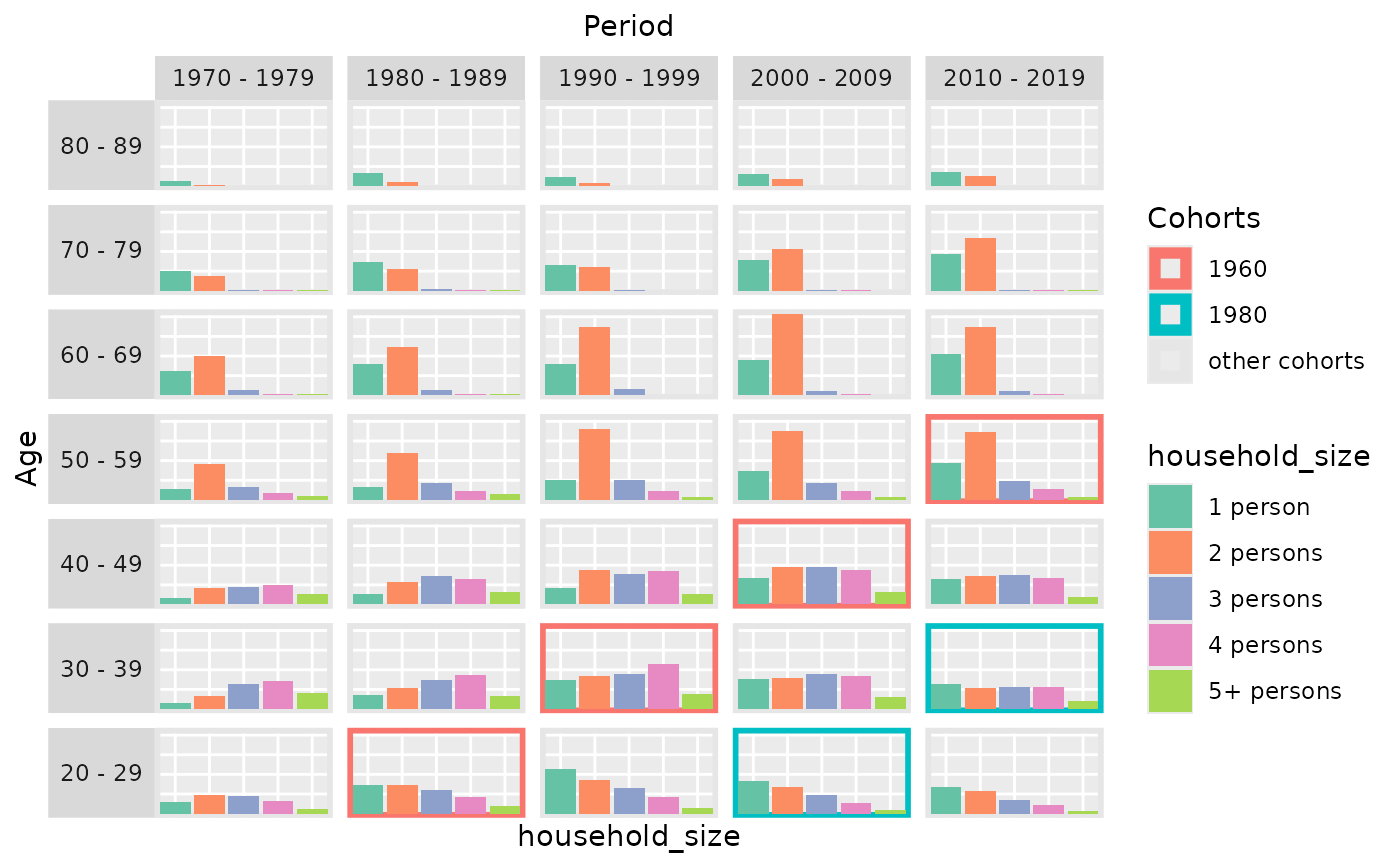 Period
1970 - 1979
1980 - 1989
1990 - 1999
2000 - 2009
2010 - 2019
80 - 89
70 - 79
60 - 69
50 - 59
40 - 49
30 - 39
20 - 29
Age
household_size
Cohorts
1960
1980
other cohorts
household_size
1 person
2 persons
3 persons
4 persons
5+ persons